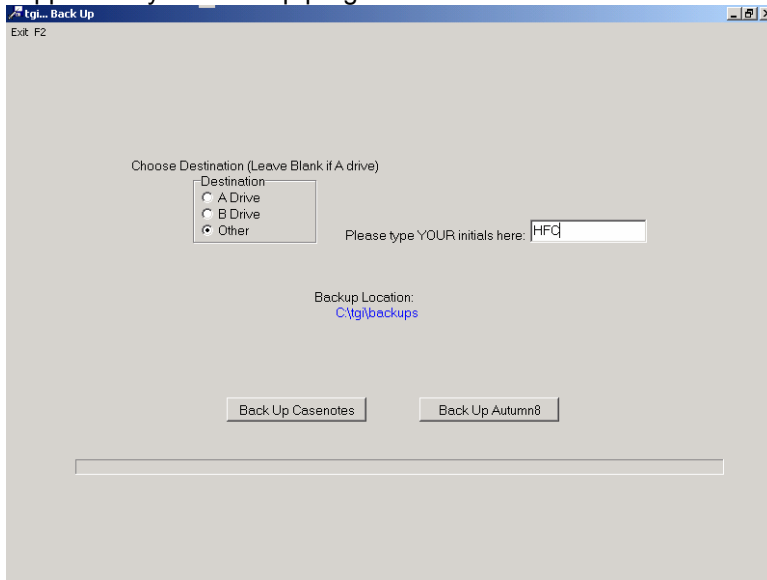 tgi... Back Up
Exit F2
Choose Destination (Leave Blank if A drive)
Destination
A Drive
B Drive
Other
Please type YOUR initials here: HFC
Backup Location:
C:\tgi\backups
Back Up Casenotes Back Up Autumn8